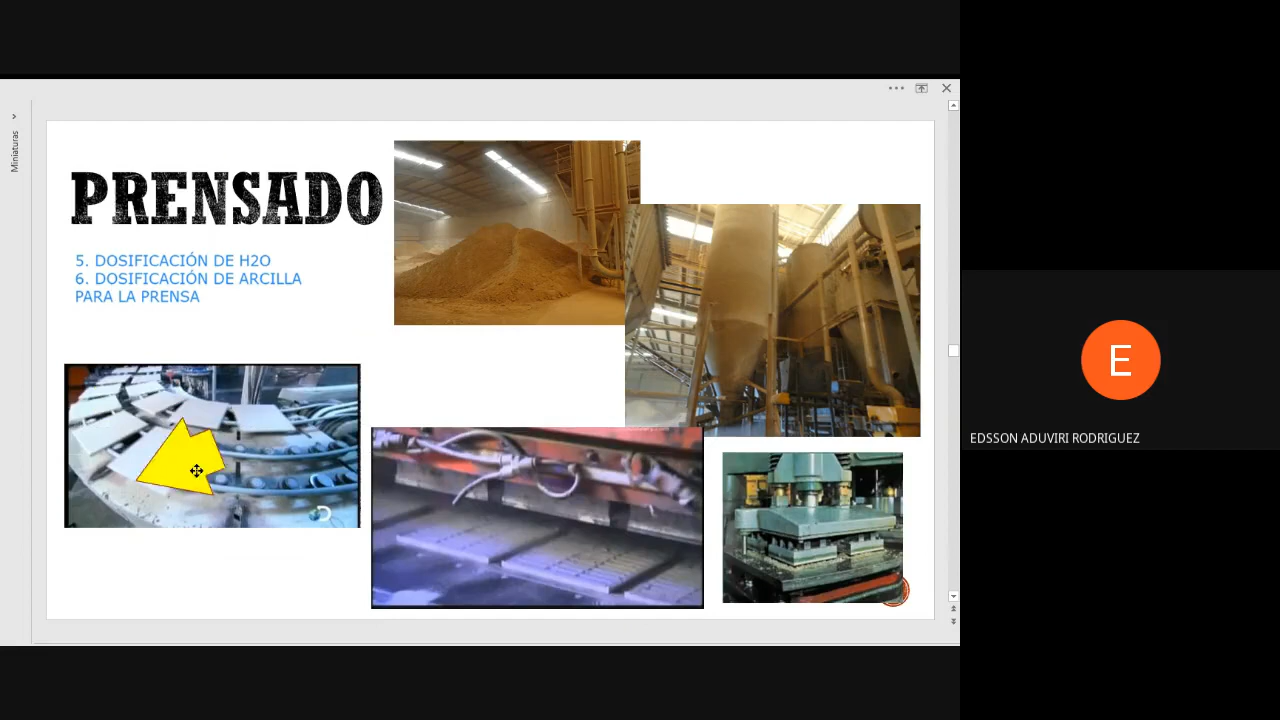 Miniaturas
PRENSADO
5. DOSIFICACIÓN DE H2O
6. DOSIFICACIÓN DE ARCILLA
PARA LA PRENSA
E
EDSSON ADUVIRI RODRIGUEZ